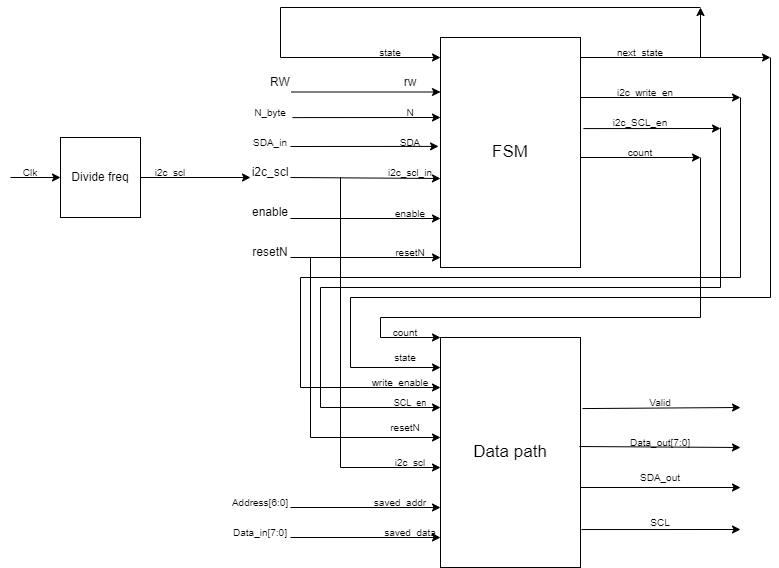 state
next_state
RW
rw
i2c_write_en
N_byte
N
i2c_SCL_en
SDA_in
SDA
FSM
count
Clk
Divide freq
i2c_scl
i2c_scl
i2c_scl_in
enable
enable
resetN
resetN
count
state
write_enable
SCL_en
Valid
resetN
Data_out[7:0]
Data path
i2c_scl
SDA_out
Address[6:0]
saved_addr
SCL
Data_in[7:0]
saved_data